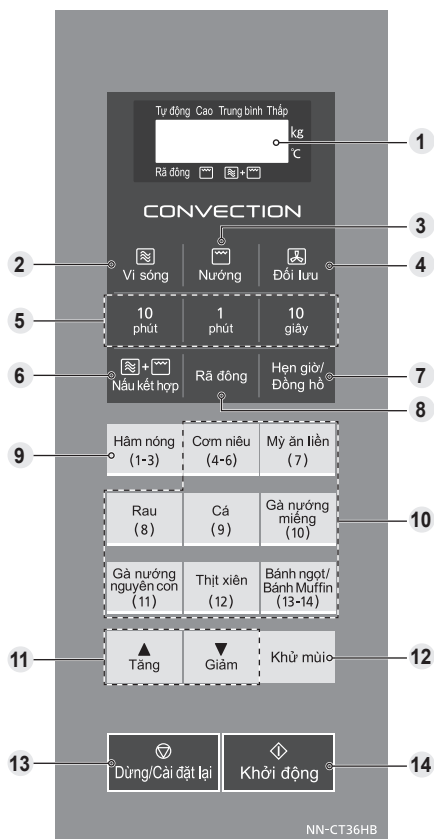 Tự động Cao Trung bình Thấp
kg
1
°C
Rã đông +
CONVECTION
3
2
Vi sóng Nướng Đối lưu
4
5
10 phút
1 phút
10 giây
6
+
Nấu kết hợp
Rã đông
Hẹn giờ/
Đồng hồ
7
8
9
Hâm nóng
(1-3)
Cơm niêu
(4-6)
Mỳ ăn liền
(7)
Rau
(8)
Cá
(9)
Gà nướng
miếng
(10)
10
Gà nướng
nguyên con
(11)
Thịt xiên
(12)
Bánh ngọt/
Bánh Muffin
(13-14)
11
Tăng
Giảm
Khử mùi
12
13
Dừng/Cài đặt lại
Khởi động
14
NN-CT36HB